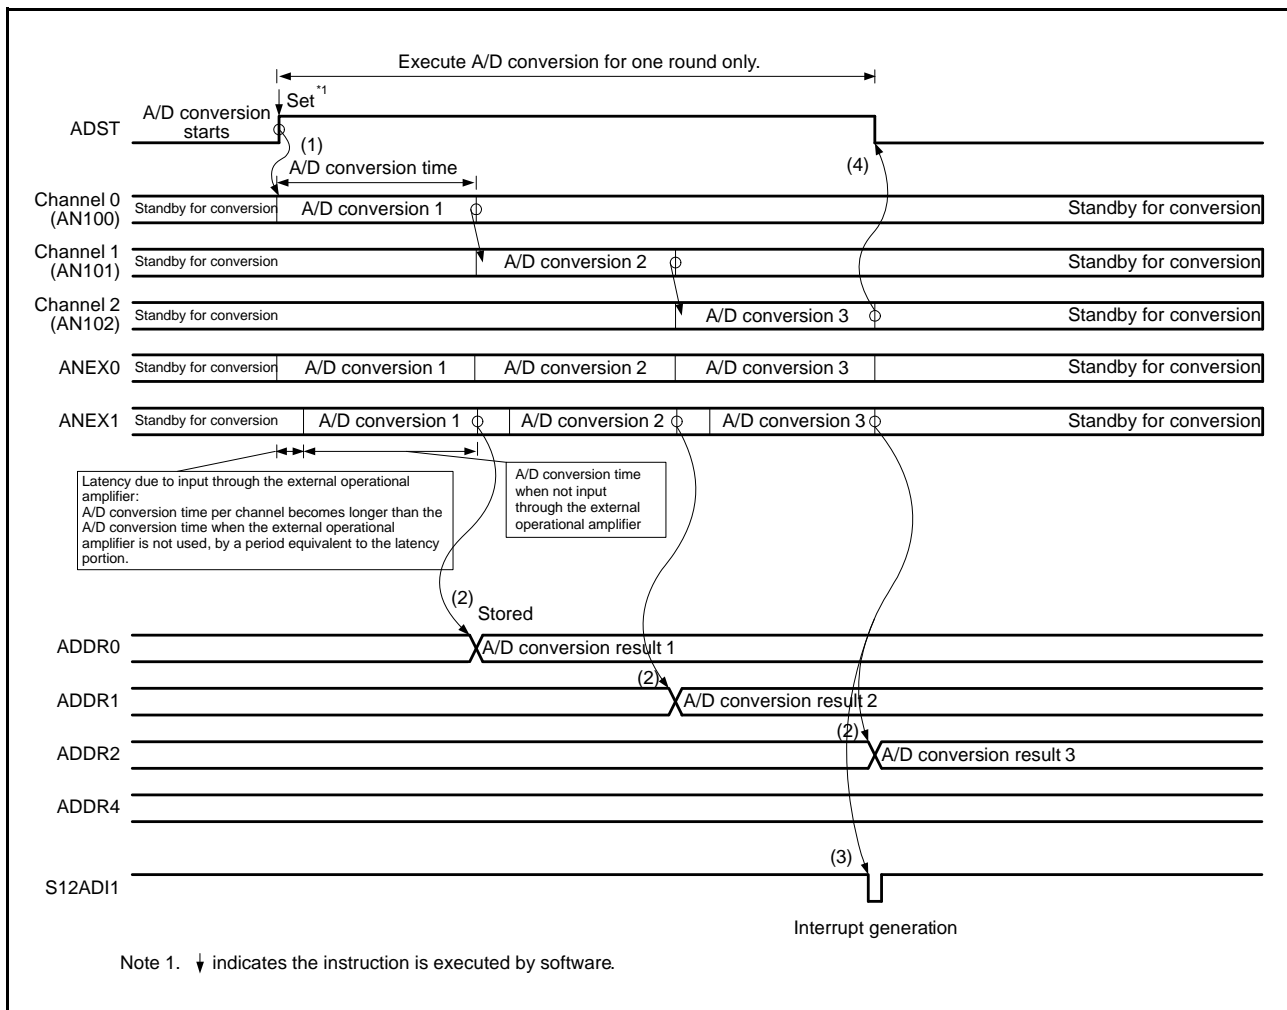 Execute A/D conversion for one round only.
Set*1
A/D conversion
starts
ADST
(1)
(4)
A/D conversion time
Channel 0
(AN100)
Standby for conversion
A/D conversion 1
Standby for conversion
Channel 1
(AN101)
Standby for conversion
A/D conversion 2
Standby for conversion
Channel 2
(AN102)
Standby for conversion
A/D conversion 3
Standby for conversion
ANEX0
Standby for conversion
A/D conversion 1
A/D conversion 2
A/D conversion 3
Standby for conversion
ANEX1
Standby for conversion
A/D conversion 1
A/D conversion 2
A/D conversion 3
Standby for conversion
Latency due to input through the external operational
amplifier:
A/D conversion time per channel becomes longer than the
A/D conversion time when the external operational
amplifier is not used, by a period equivalent to the latency
portion.
A/D conversion time
when not input
through the external
operational amplifier
(2)
Stored
ADDR0
A/D conversion result 1
(2)
ADDR1
A/D conversion result 2
(2)
ADDR2
A/D conversion result 3
ADDR4
(3)
S12ADI1
Interrupt generation
Note 1. indicates the instruction is executed by software.